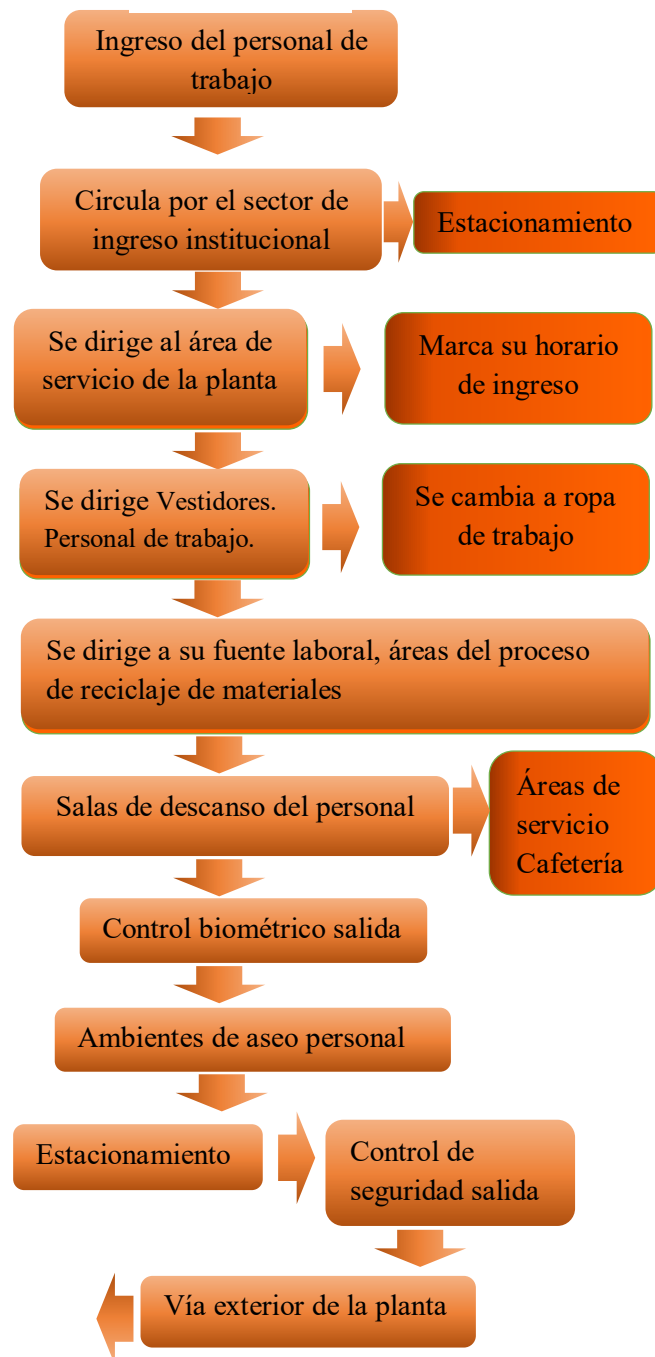 Ingreso del personal de
trabajo
Circula por el sector de
ingreso institucional
Estacionamiento
Se dirige al área de
servicio de la planta
Marca su horario
de ingreso
Se dirige Vestidores.
Personal de trabajo.
Se cambia a ropa
de trabajo
Se dirige a su fuente laboral, áreas del proceso
de reciclaje de materiales
Salas de descanso del personal
Áreas de
servicio
Cafetería
Control biométrico salida
Ambientes de aseo personal
Estacionamiento
Control de
seguridad salida
Vía exterior de la planta